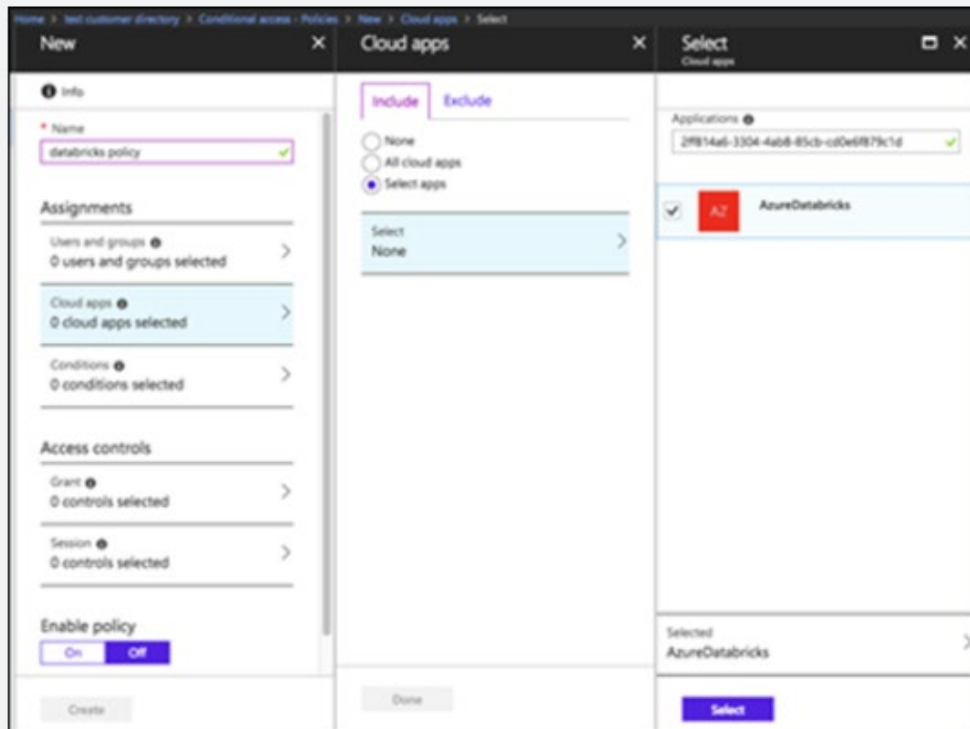 Home > test customer directory > Conditional access - Policies > New > Cloud apps > Select
New
Info
* Name
databricks policy
Assignments
Users and groups
0 users and groups selected
Cloud apps
0 cloud apps selected
Conditions
0 conditions selected
Access controls
Grant
0 controls selected
Session
0 controls selected
Enable policy
On Off
Create
Cloud apps
Include Exclude
None
All cloud apps
Select apps
Select
None
Done
Select
Cloud apps
Applications
2ff814a6-3304-4ab8-85cb-cd0e6f879c1d
AZ AzureDatabricks
Selected
AzureDatabricks
Select